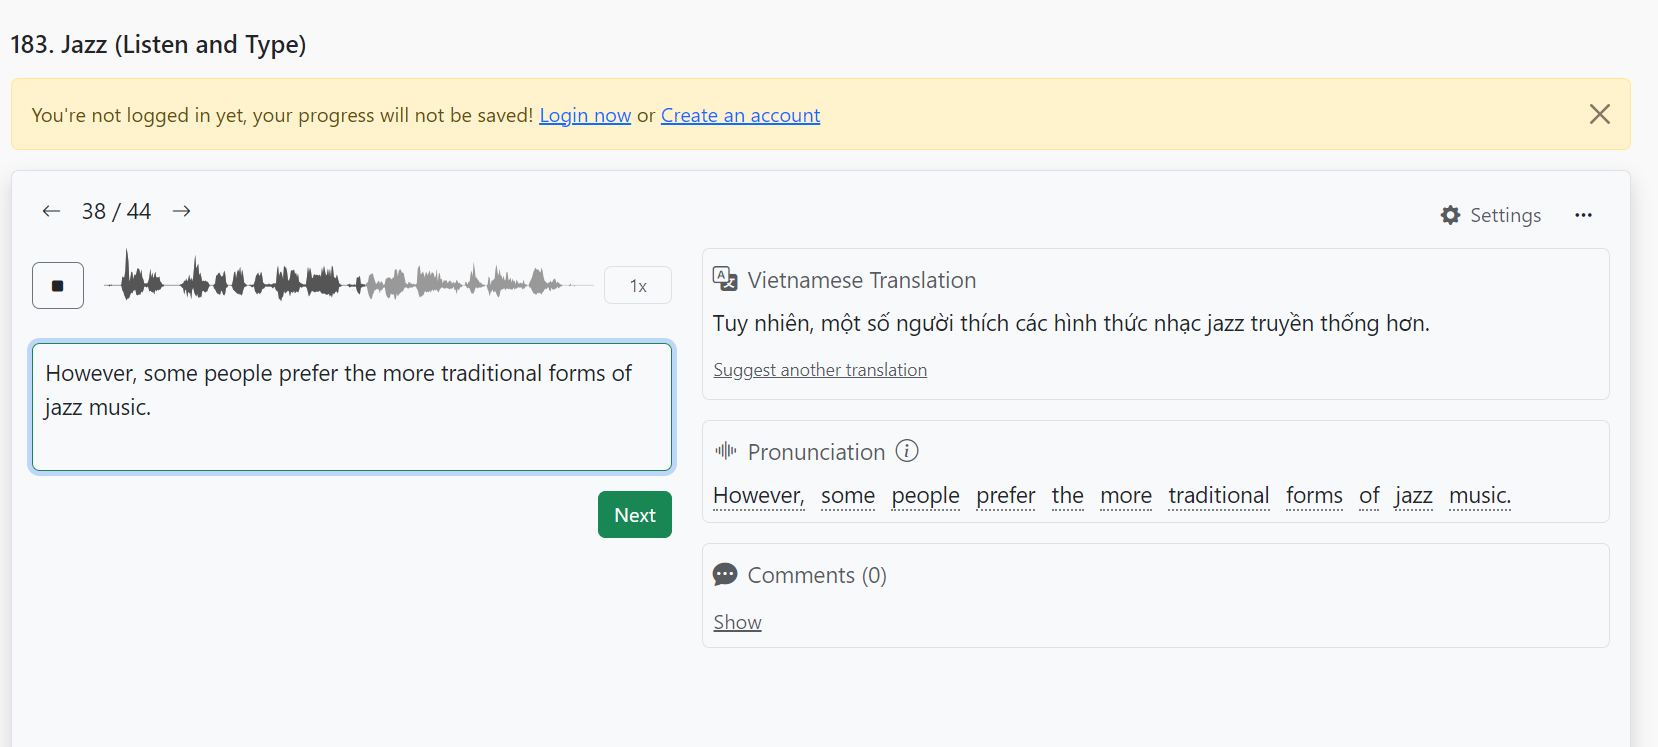 183. Jazz (Listen and Type)
You're not logged in yet, your progress will not be saved! Login now or Create an account
38 / 44
Settings
1x
However, some people prefer the more traditional forms of
jazz music.
Next
Vietnamese Translation
Tuy nhiên, một số người thích các hình thức nhạc jazz truyền thống hơn.
Suggest another translation
Pronunciation
However, some people prefer the more traditional forms of jazz music.
Comments (0)
Show